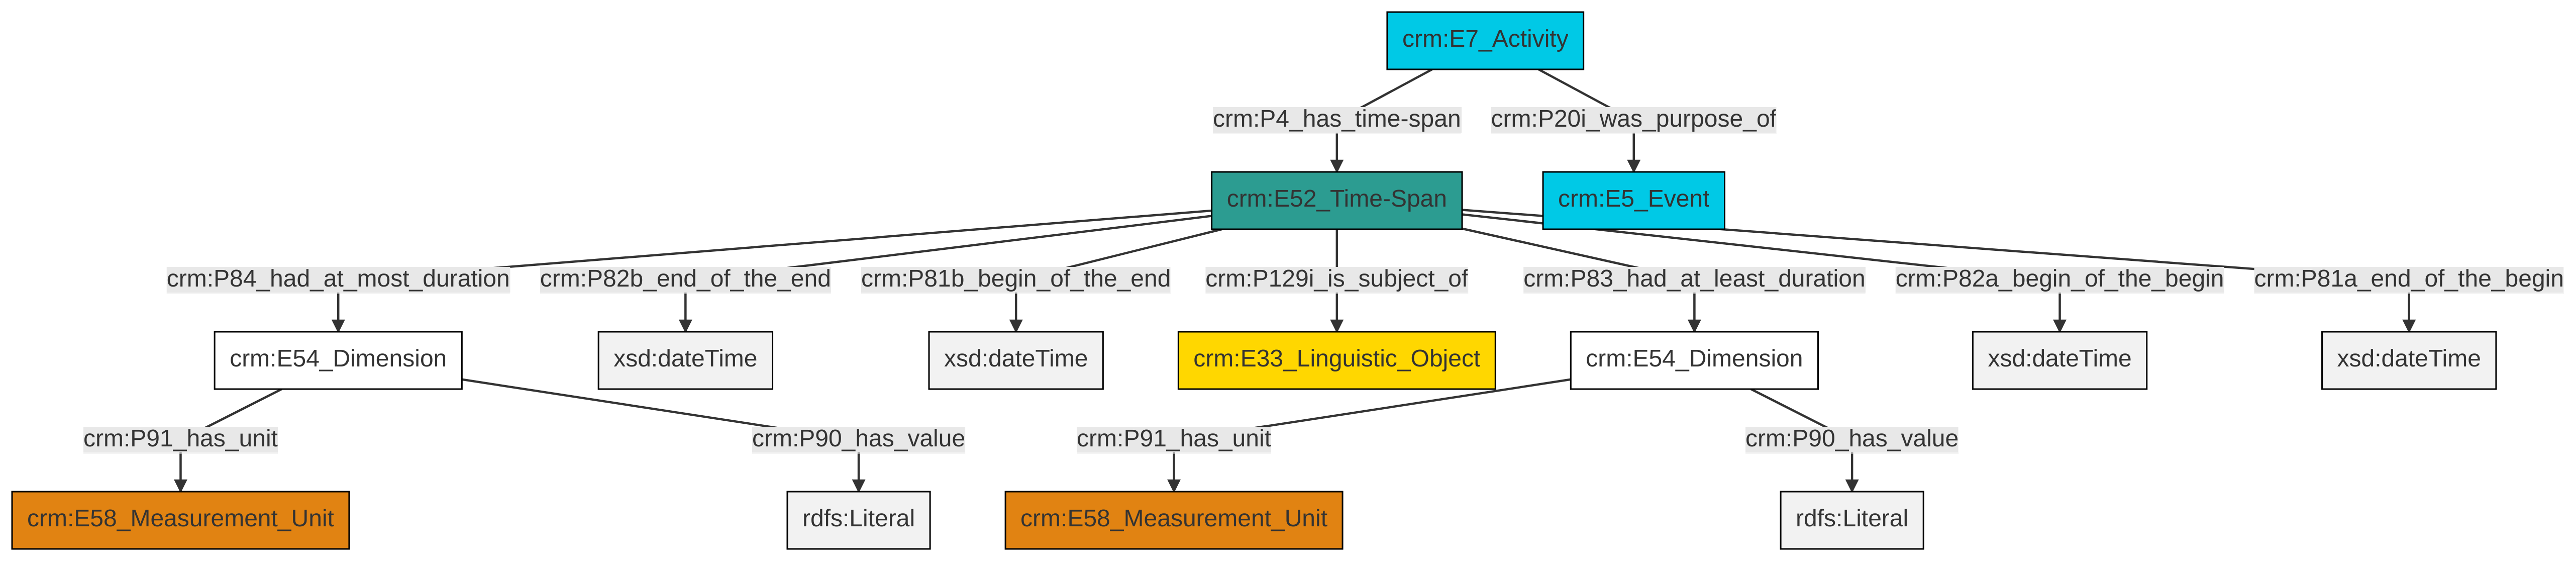 crm:E7_Activity
crm:P4_has_time-span
crm:P20i_was_purpose_of
crm:E52_Time-Span
crm:E5_Event
crm:P84_had_at_most_duration
crm:P82b_end_of_the_end
crm:P81b_begin_of_the_end
crm:P129i_is_subject_of
crm:P83_had_at_least_duration
crm:P82a_begin_of_the_begin
crm:P81a_end_of_the_begin
crm:E54_Dimension
xsd:dateTime
xsd:dateTime
crm:E33_Linguistic_Object
crm:E54_Dimension
xsd:dateTime
xsd:dateTime
crm:P91_has_unit
crm:P90_has_value
crm:P91_has_unit
crm:P90_has_value
crm:E58_Measurement_Unit
rdfs:Literal
crm:E58_Measurement_Unit
rdfs:Literal